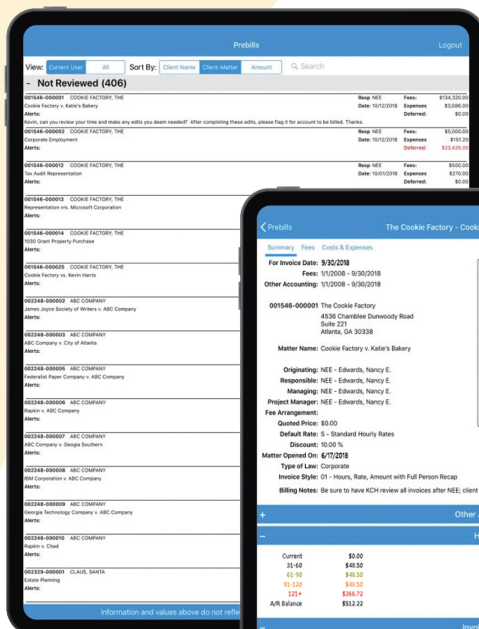 Prebills
Logout
View: Current User All Sort By: Client Name Client-Matter Amount Search
- Not Reviewed (406)
001546-000001 COOKIE FACTORY, THE Resp NEE Fees: $134,320.00
Cookie Factory v. Katie's Bakery Date: 10/12/2018 Expenses $3,086.00
Alerts: Deferred: $0.00
Kevin, can you review your time and make any edits you deem needed? After completing these edits, please flag it for account to be billed. Thanks.
001546-000002 COOKIE FACTORY, THE Resp NEE Fees: $5,000.00
Corporate Employment Date: 10/12/2018 Expenses $151.20
Alerts: Deferred: $23,426.00
001546-000012 COOKIE FACTORY, THE Resp NEE Fees: $500.00
Tax Audit Representation Date: 10/01/2018 Expenses $270.00
Alerts: Deferred: $0.00
001546-000013 COOKIE FACTORY, THE
Representation vrs. Microsoft Corporation
Alerts:
001546-000014 COOKIE FACTORY, THE
1030 Grant Property Purchase
Alerts:
001546-000025 COOKIE FACTORY, THE
Cookie Factory vs. Kevin Harris
Alerts:
002248-000002 ABC COMPANY
James Joyce Society of Writers v. ABC Company
Alerts:
002248-000003 ABC COMPANY
ABC Company v. City of Atlanta
Alerts:
002248-000005 ABC COMPANY
Federalist Paper Company v. ABC Company
Alerts:
002248-000006 ABC COMPANY
Rapkin v. ABC Company
Alerts:
002248-000007 ABC COMPANY
ABC Company v. Geogia Southern
Alerts:
002248-000008 ABC COMPANY
IBM Corporation v. ABC Company
Alerts:
002248-000009 ABC COMPANY
Georgia Technology Company v. ABC Company
Alerts:
002248-000010 ABC COMPANY
Rapkin v. Chad
Alerts:
002329-000001 CLAUS, SANTA
Estate Planning
Alerts:
Information and values above do not refle
Prebills
The Cookie Factory - Cook
Summary Fees Costs & Expenses
For Invoice Date: 9/30/2018
Fees: 1/1/2008 - 9/30/2018
Other Accounting: 1/1/2008 - 9/30/2018
001546-000001 The Cookie Factory
4536 Chamblee Dunwoody Road
Suite 221
Atlanta, GA 30338
Matter Name: Cookie Factory v. Katie's Bakery
Originating: NEE - Edwards, Nancy E.
Responsible: NEE - Edwards, Nancy E.
Managing: NEE - Edwards, Nancy E.
Project Manager: NEE - Edwards, Nancy E.
Fee Arrangement:
Quoted Price: $0.00
Default Rate: S - Standard Hourly Rates
Discount: 10.00 %
Matter Opened On: 6/17/2018
Type of Law: Corporate
Invoice Style: 01 - Hours, Rate, Amount with Full Person Recap
Billing Notes: Be sure to have KCH review all invoices after NEE; client
+ Other A
- H
Current $0.00
31-60 $48.50
61-90 $48.50
91-120 $48.50
121+ $366.72
A/R Balance $512.22
- Invoi